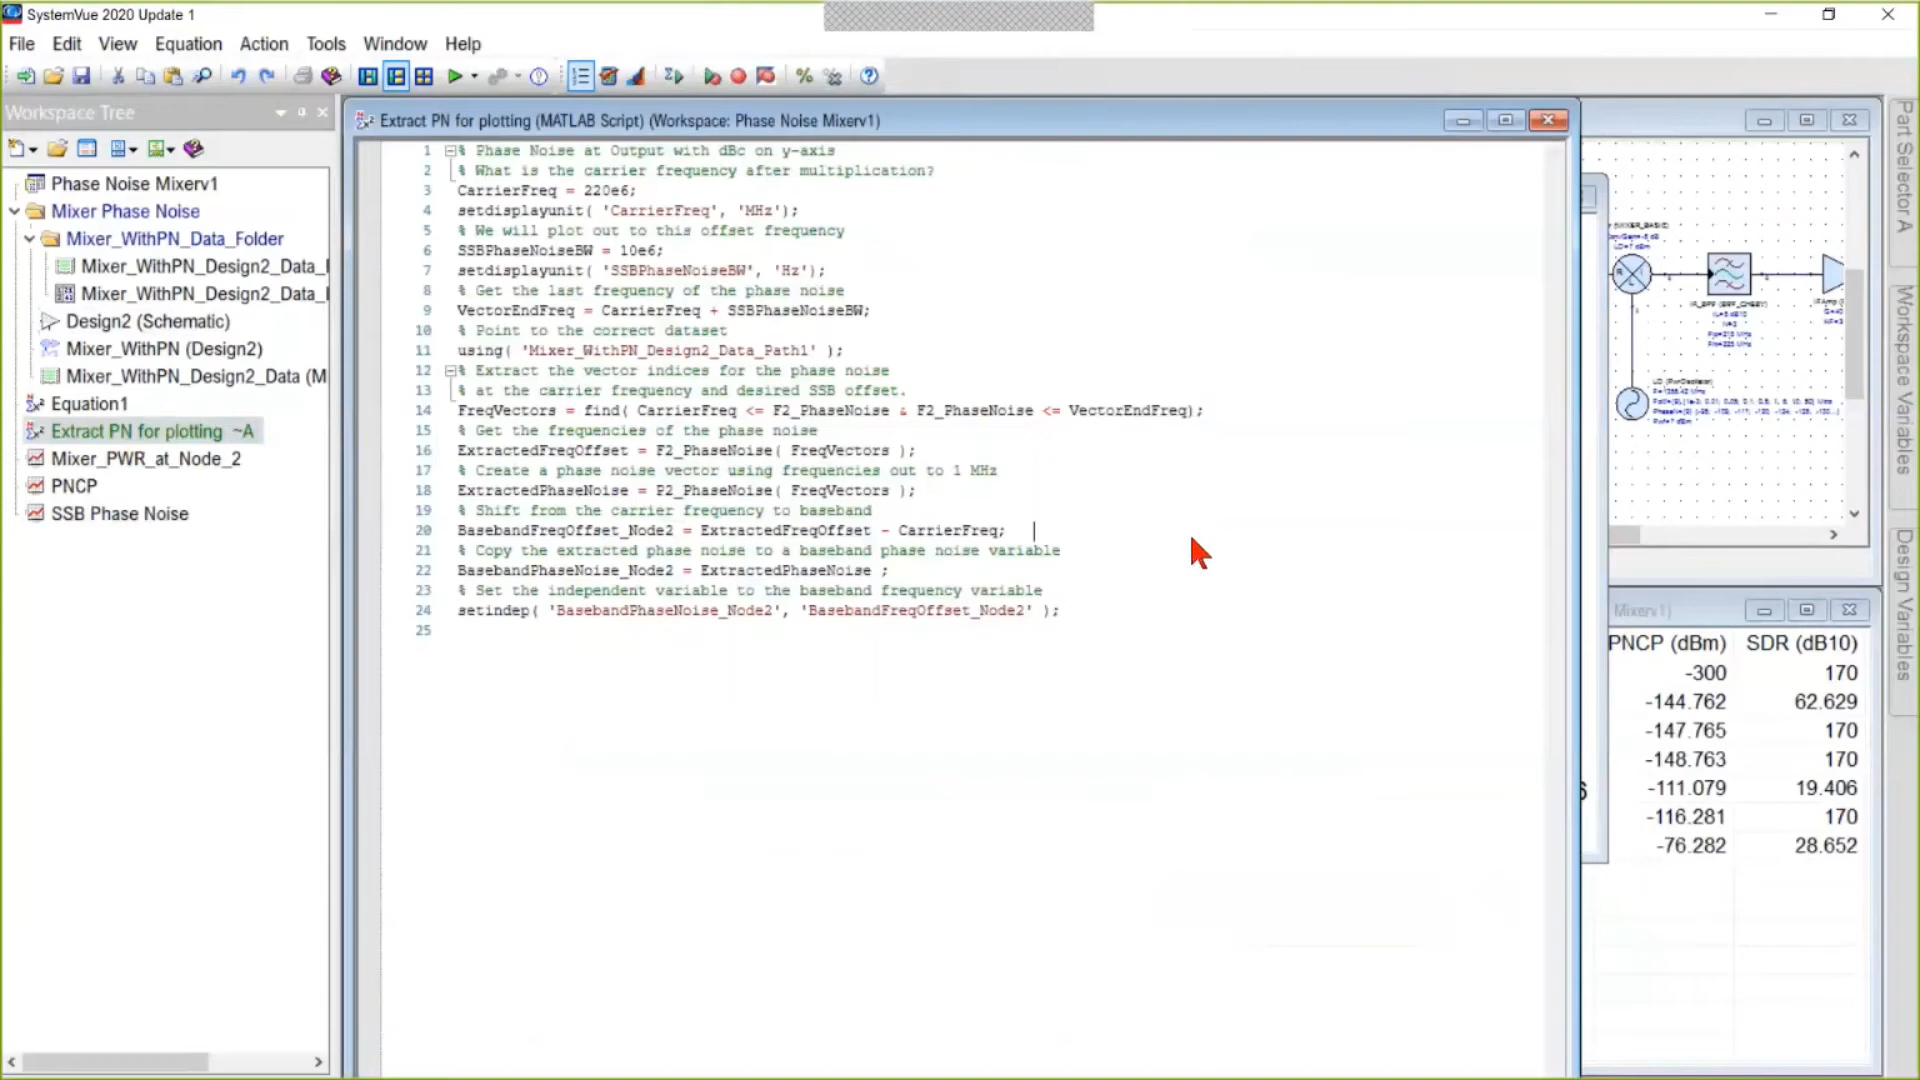 SystemVue 2020 Update 1
File Edit View Equation Action Tools Window Help
Workspace Tree
Phase Noise Mixerv1
Mixer Phase Noise
Mixer_WithPN_Data_Folder
Mixer_WithPN_Design2_Data_
Mixer_WithPN_Design2_Data_
Design2 (Schematic)
Mixer_WithPN (Design2)
Mixer_WithPN_Design2_Data (M
Equation1
Extract PN for plotting ~A
Mixer_PWR_at_Node_2
PNCP
SSB Phase Noise
Extract PN for plotting (MATLAB Script) (Workspace: Phase Noise Mixerv1)
1 % Phase Noise at Output with dBc on y-axis
2 % What is the carrier frequency after multiplication?
3 CarrierFreq = 220e6;
4 setdisplayunit( 'CarrierFreq', 'MHz');
5 % We will plot out to this offset frequency
6 SSBPhaseNoiseBW = 10e6;
7 setdisplayunit( 'SSBPhaseNoiseBW', 'Hz');
8 % Get the last frequency of the phase noise
9 VectorEndFreq = CarrierFreq + SSBPhaseNoiseBW;
10 % Point to the correct dataset
11 using( 'Mixer_WithPN_Design2_Data_Path1' );
12 % Extract the vector indices for the phase noise
13 % at the carrier frequency and desired SSB offset.
14 FreqVectors = find( CarrierFreq <= F2_PhaseNoise & F2_PhaseNoise <= VectorEndFreq);
15 % Get the frequencies of the phase noise
16 ExtractedFreqOffset = F2_PhaseNoise( FreqVectors );
17 % Create a phase noise vector using frequencies out to 1 MHz
18 ExtractedPhaseNoise = P2_PhaseNoise( FreqVectors );
19 % Shift from the carrier frequency to baseband
20 BasebandFreqOffset_Node2 = ExtractedFreqOffset - CarrierFreq;
21 % Copy the extracted phase noise to a baseband phase noise variable
22 BasebandPhaseNoise_Node2 = ExtractedPhaseNoise ;
23 % Set the independent variable to the baseband frequency variable
24 setindep( 'BasebandPhaseNoise_Node2', 'BasebandFreqOffset_Node2' );
25
Mixerv1)
PNCP (dBm) SDR (dB10)
-300 170
-144.762 62.629
-147.765 170
-148.763 170
-111.079 19.406
-116.281 170
-76.282 28.652
Part Selector A
Workspace Variables
Design Variables